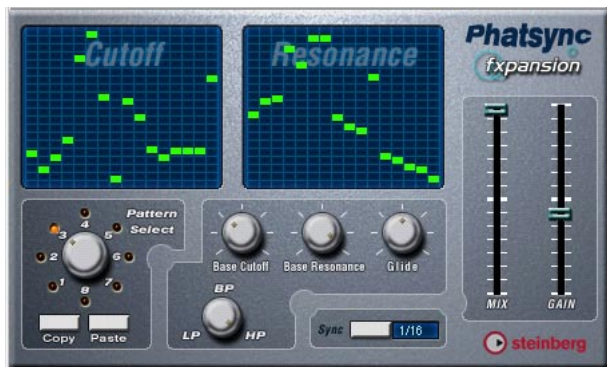 Cutoff
Resonance
Phatsync
fxpansion
Pattern
Select
1
2
3
4
5
6
7
8
Copy
Paste
Base Cutoff
Base Resonance
Glide
LP
BP
HP
Sync
1/16
MIX
GAIN
steinberg